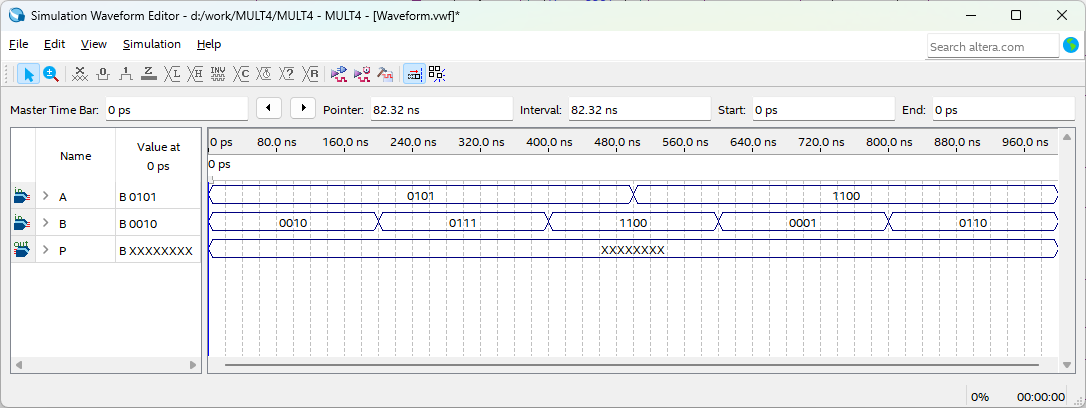 Simulation Waveform Editor - d:/work/MULT4/MULT4 - MULT4 - [Waveform.vwf]*
File Edit View Simulation Help
Search altera.com
Master Time Bar: 0 ps Pointer: 82.32 ns Interval: 82.32 ns Start: 0 ps End: 0 ps
Name Value at 0 ps
0 ps 80.0 ns 160.0 ns 240.0 ns 320.0 ns 400.0 ns 480.0 ns 560.0 ns 640.0 ns 720.0 ns 800.0 ns 880.0 ns 960.0 ns
0 ps
A B 0101 0101 1100
B B 0010 0010 0111 1100 0001 0110
P B XXXXXXXX XXXXXXXX
0% 00:00:00